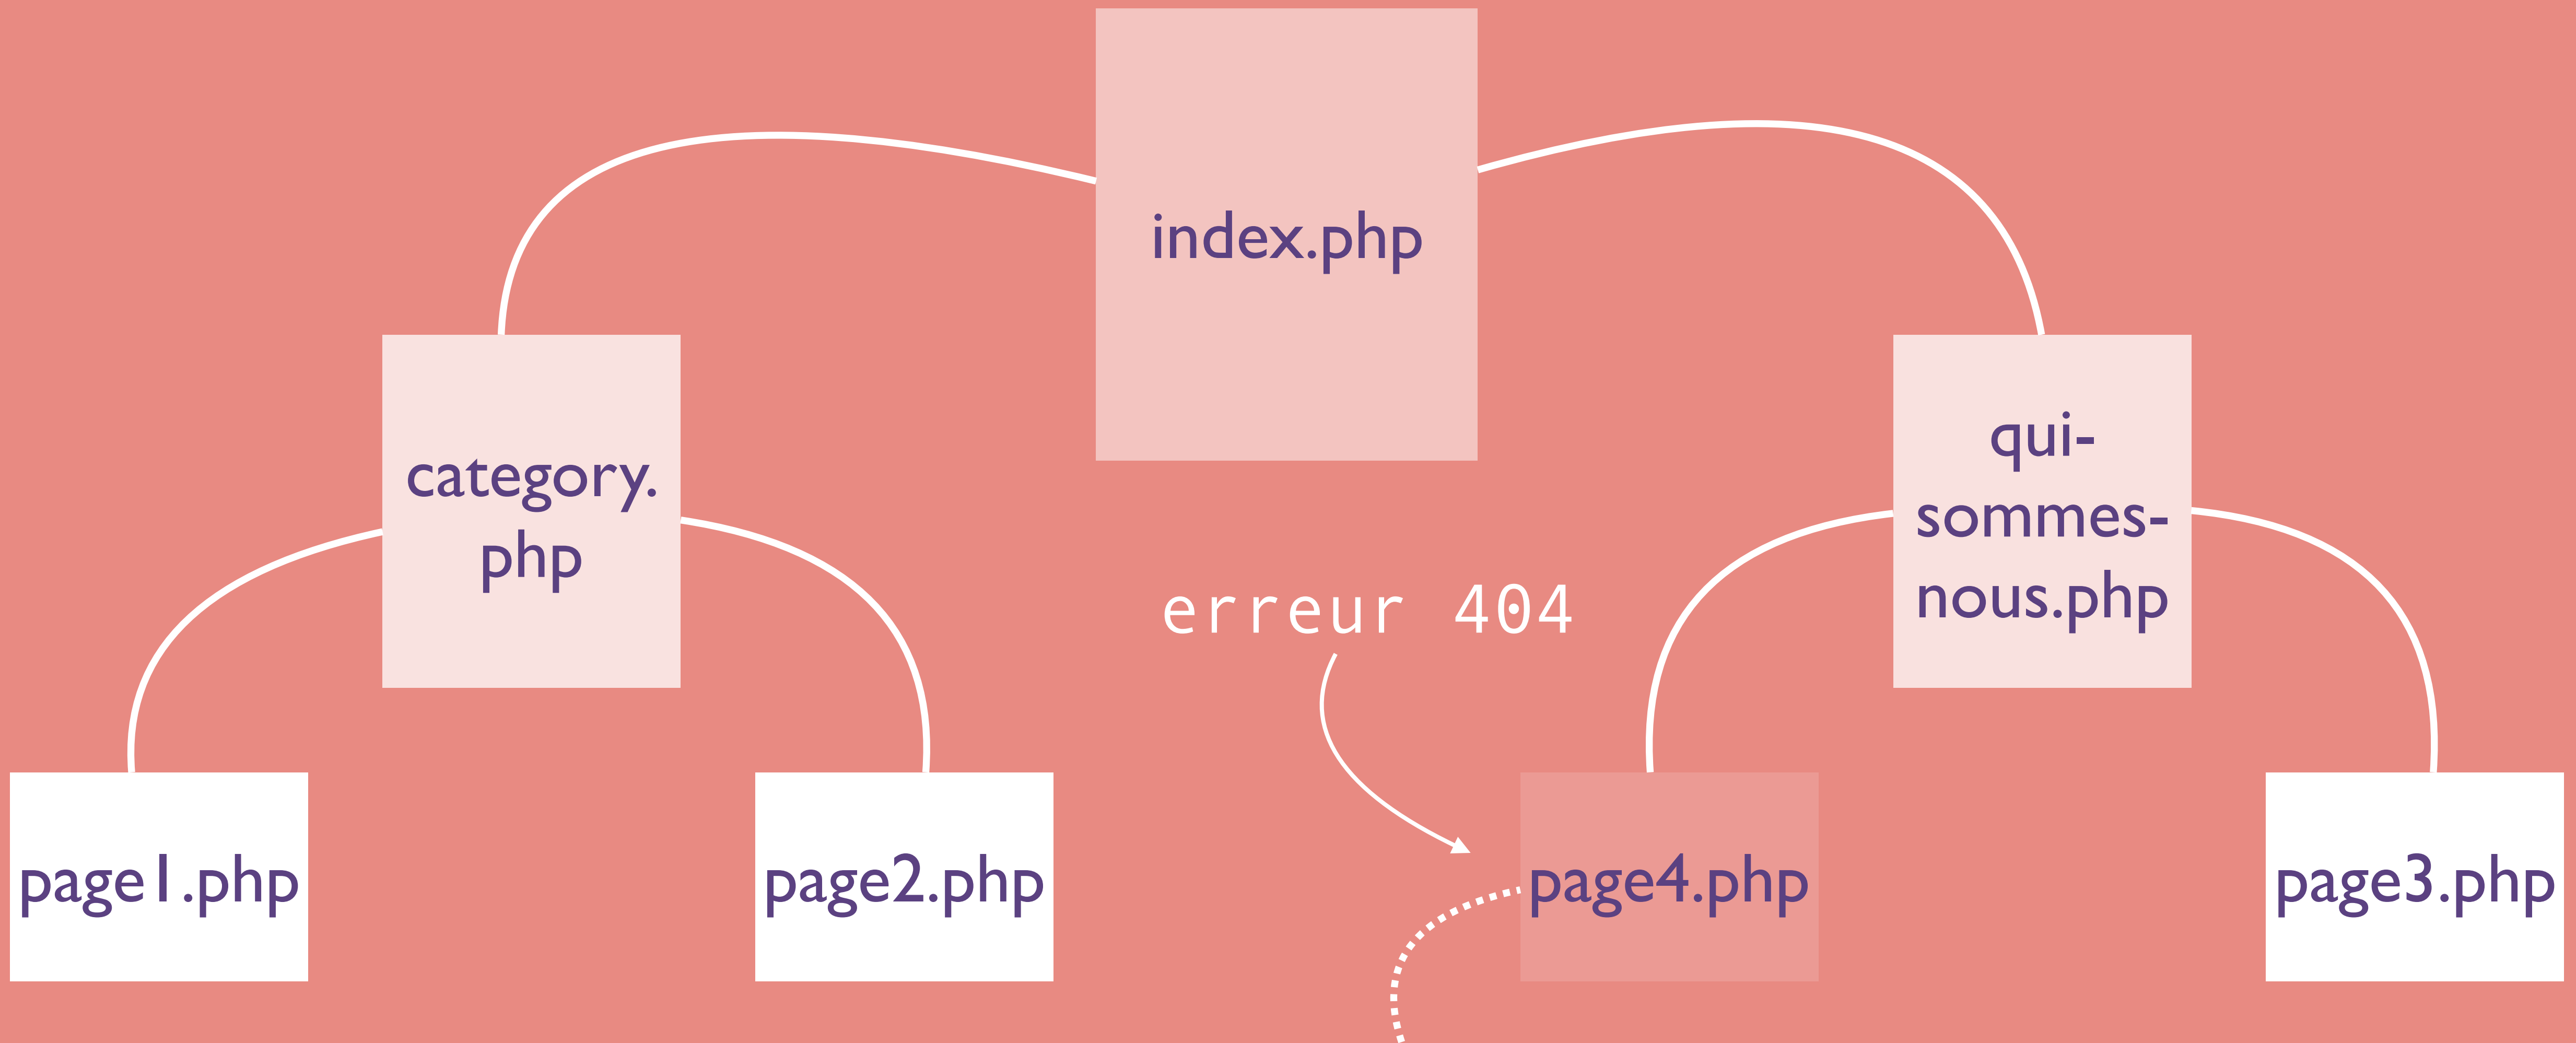 index.php
category.
php
qui-
sommes-
nous.php
erreur 404
page1.php
page2.php
page4.php
page3.php